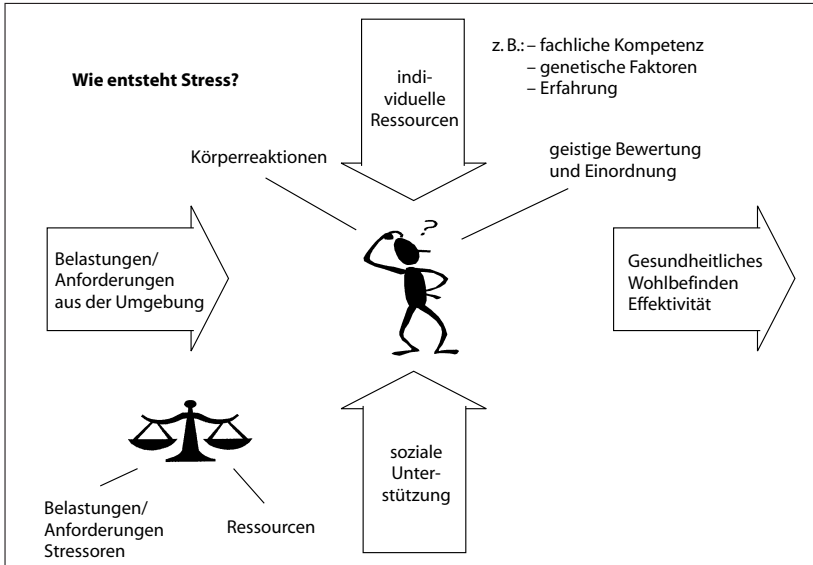 Wie entsteht Stress?
indi-
viduelle
Ressourcen
z. B.: – fachliche Kompetenz
– genetische Faktoren
– Erfahrung
Körperreaktionen
geistige Bewertung
und Einordnung
?
Belastungen/
Anforderungen
aus der Umgebung
Gesundheitliches
Wohlbefinden
Effektivität
soziale
Unter-
stützung
Belastungen/
Anforderungen
Stressoren
Ressourcen